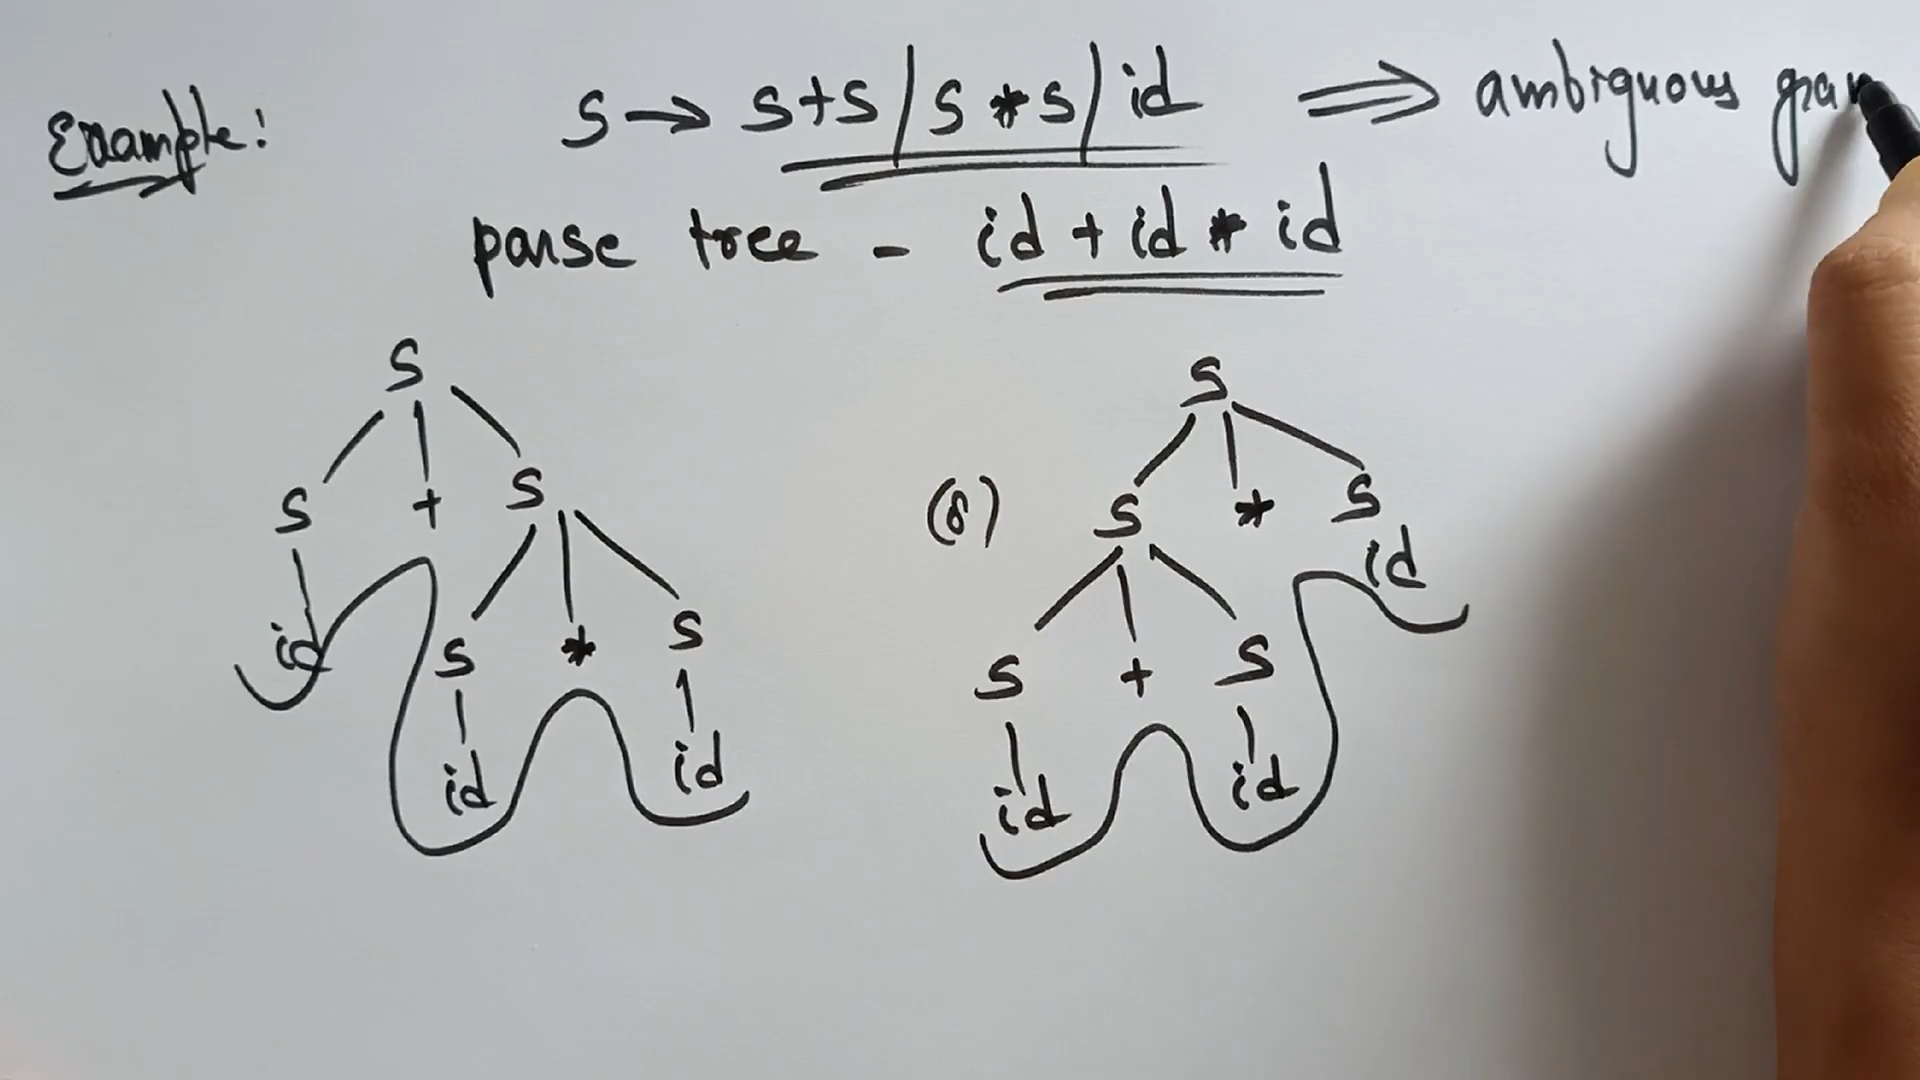 Example:
S → S+S / S * S / id ⟹ ambiguous gram
parse tree - id + id * id
S
S + S
id
S * S
id id
(or)
S
S * S
id
S + S
id id